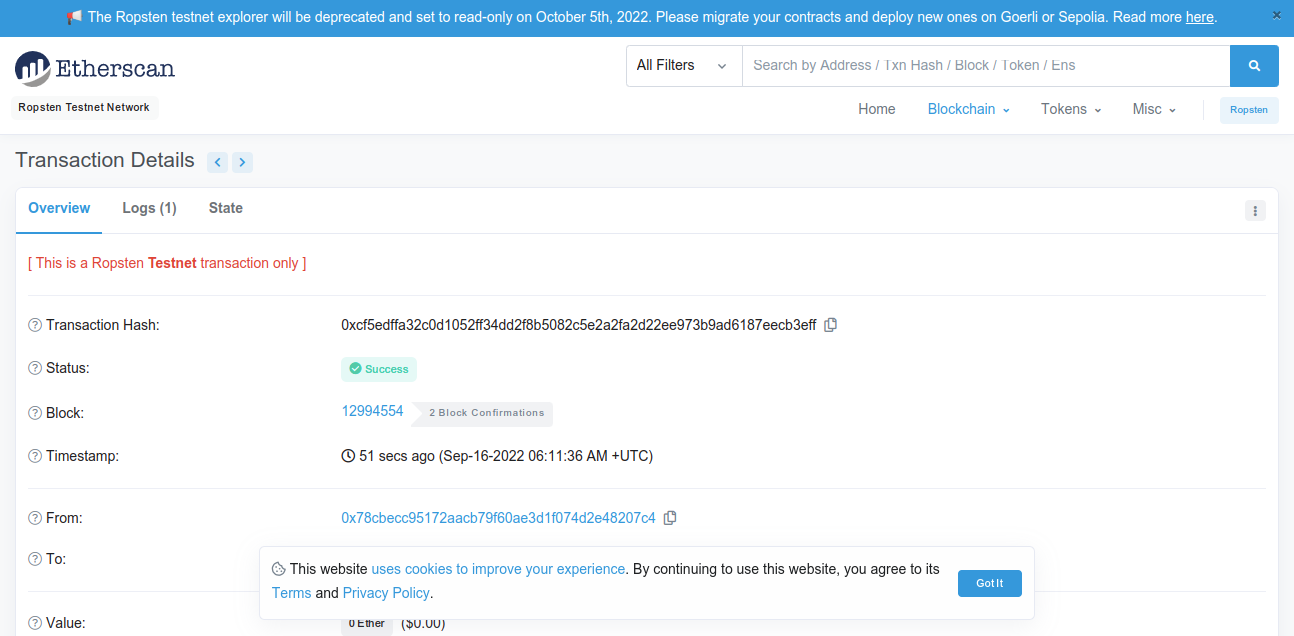 The Ropsten testnet explorer will be deprecated and set to read-only on October 5th, 2022. Please migrate your contracts and deploy new ones on Goerli or Sepolia. Read more here.
Etherscan
All Filters
Search by Address / Txn Hash / Block / Token / Ens
Ropsten Testnet Network
Home Blockchain Tokens Misc Ropsten
Transaction Details
Overview Logs (1) State
[ This is a Ropsten Testnet transaction only ]
Transaction Hash: 0xcf5edffa32c0d1052ff34dd2f8b5082c5e2a2fa2d22ee973b9ad6187eecb3eff
Status: Success
Block: 12994554 2 Block Confirmations
Timestamp: 51 secs ago (Sep-16-2022 06:11:36 AM +UTC)
From: 0x78cbecc95172aacb79f60ae3d1f074d2e48207c4
To:
This website uses cookies to improve your experience. By continuing to use this website, you agree to its
Terms and Privacy Policy.
Got It
Value: 0 Ether ($0.00)